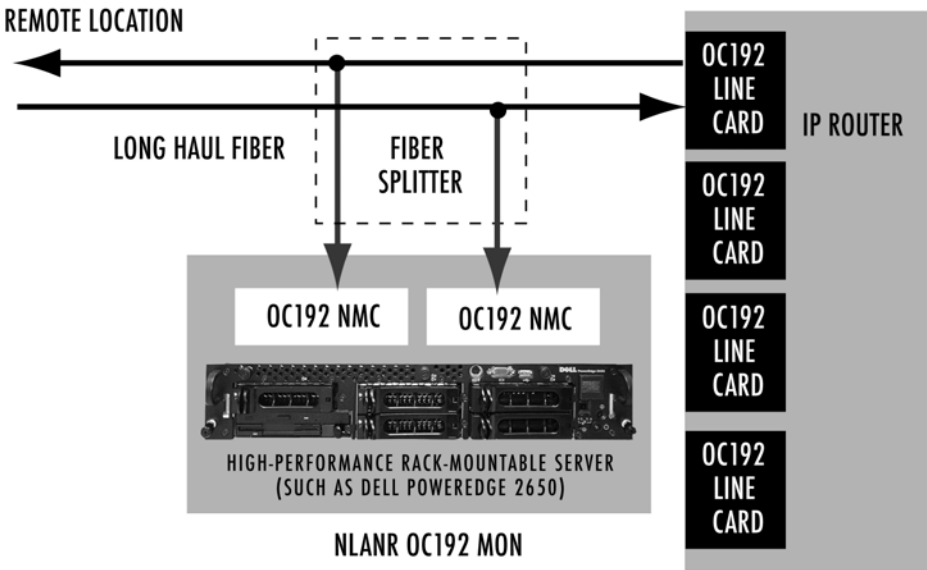 REMOTE LOCATION
LONG HAUL FIBER
FIBER
SPLITTER
OC192
LINE
CARD
IP ROUTER
OC192
LINE
CARD
OC192
LINE
CARD
OC192
LINE
CARD
OC192 NMC
OC192 NMC
DELL
HIGH-PERFORMANCE RACK-MOUNTABLE SERVER
(SUCH AS DELL POWEREDGE 2650)
NLANR OC192 MON